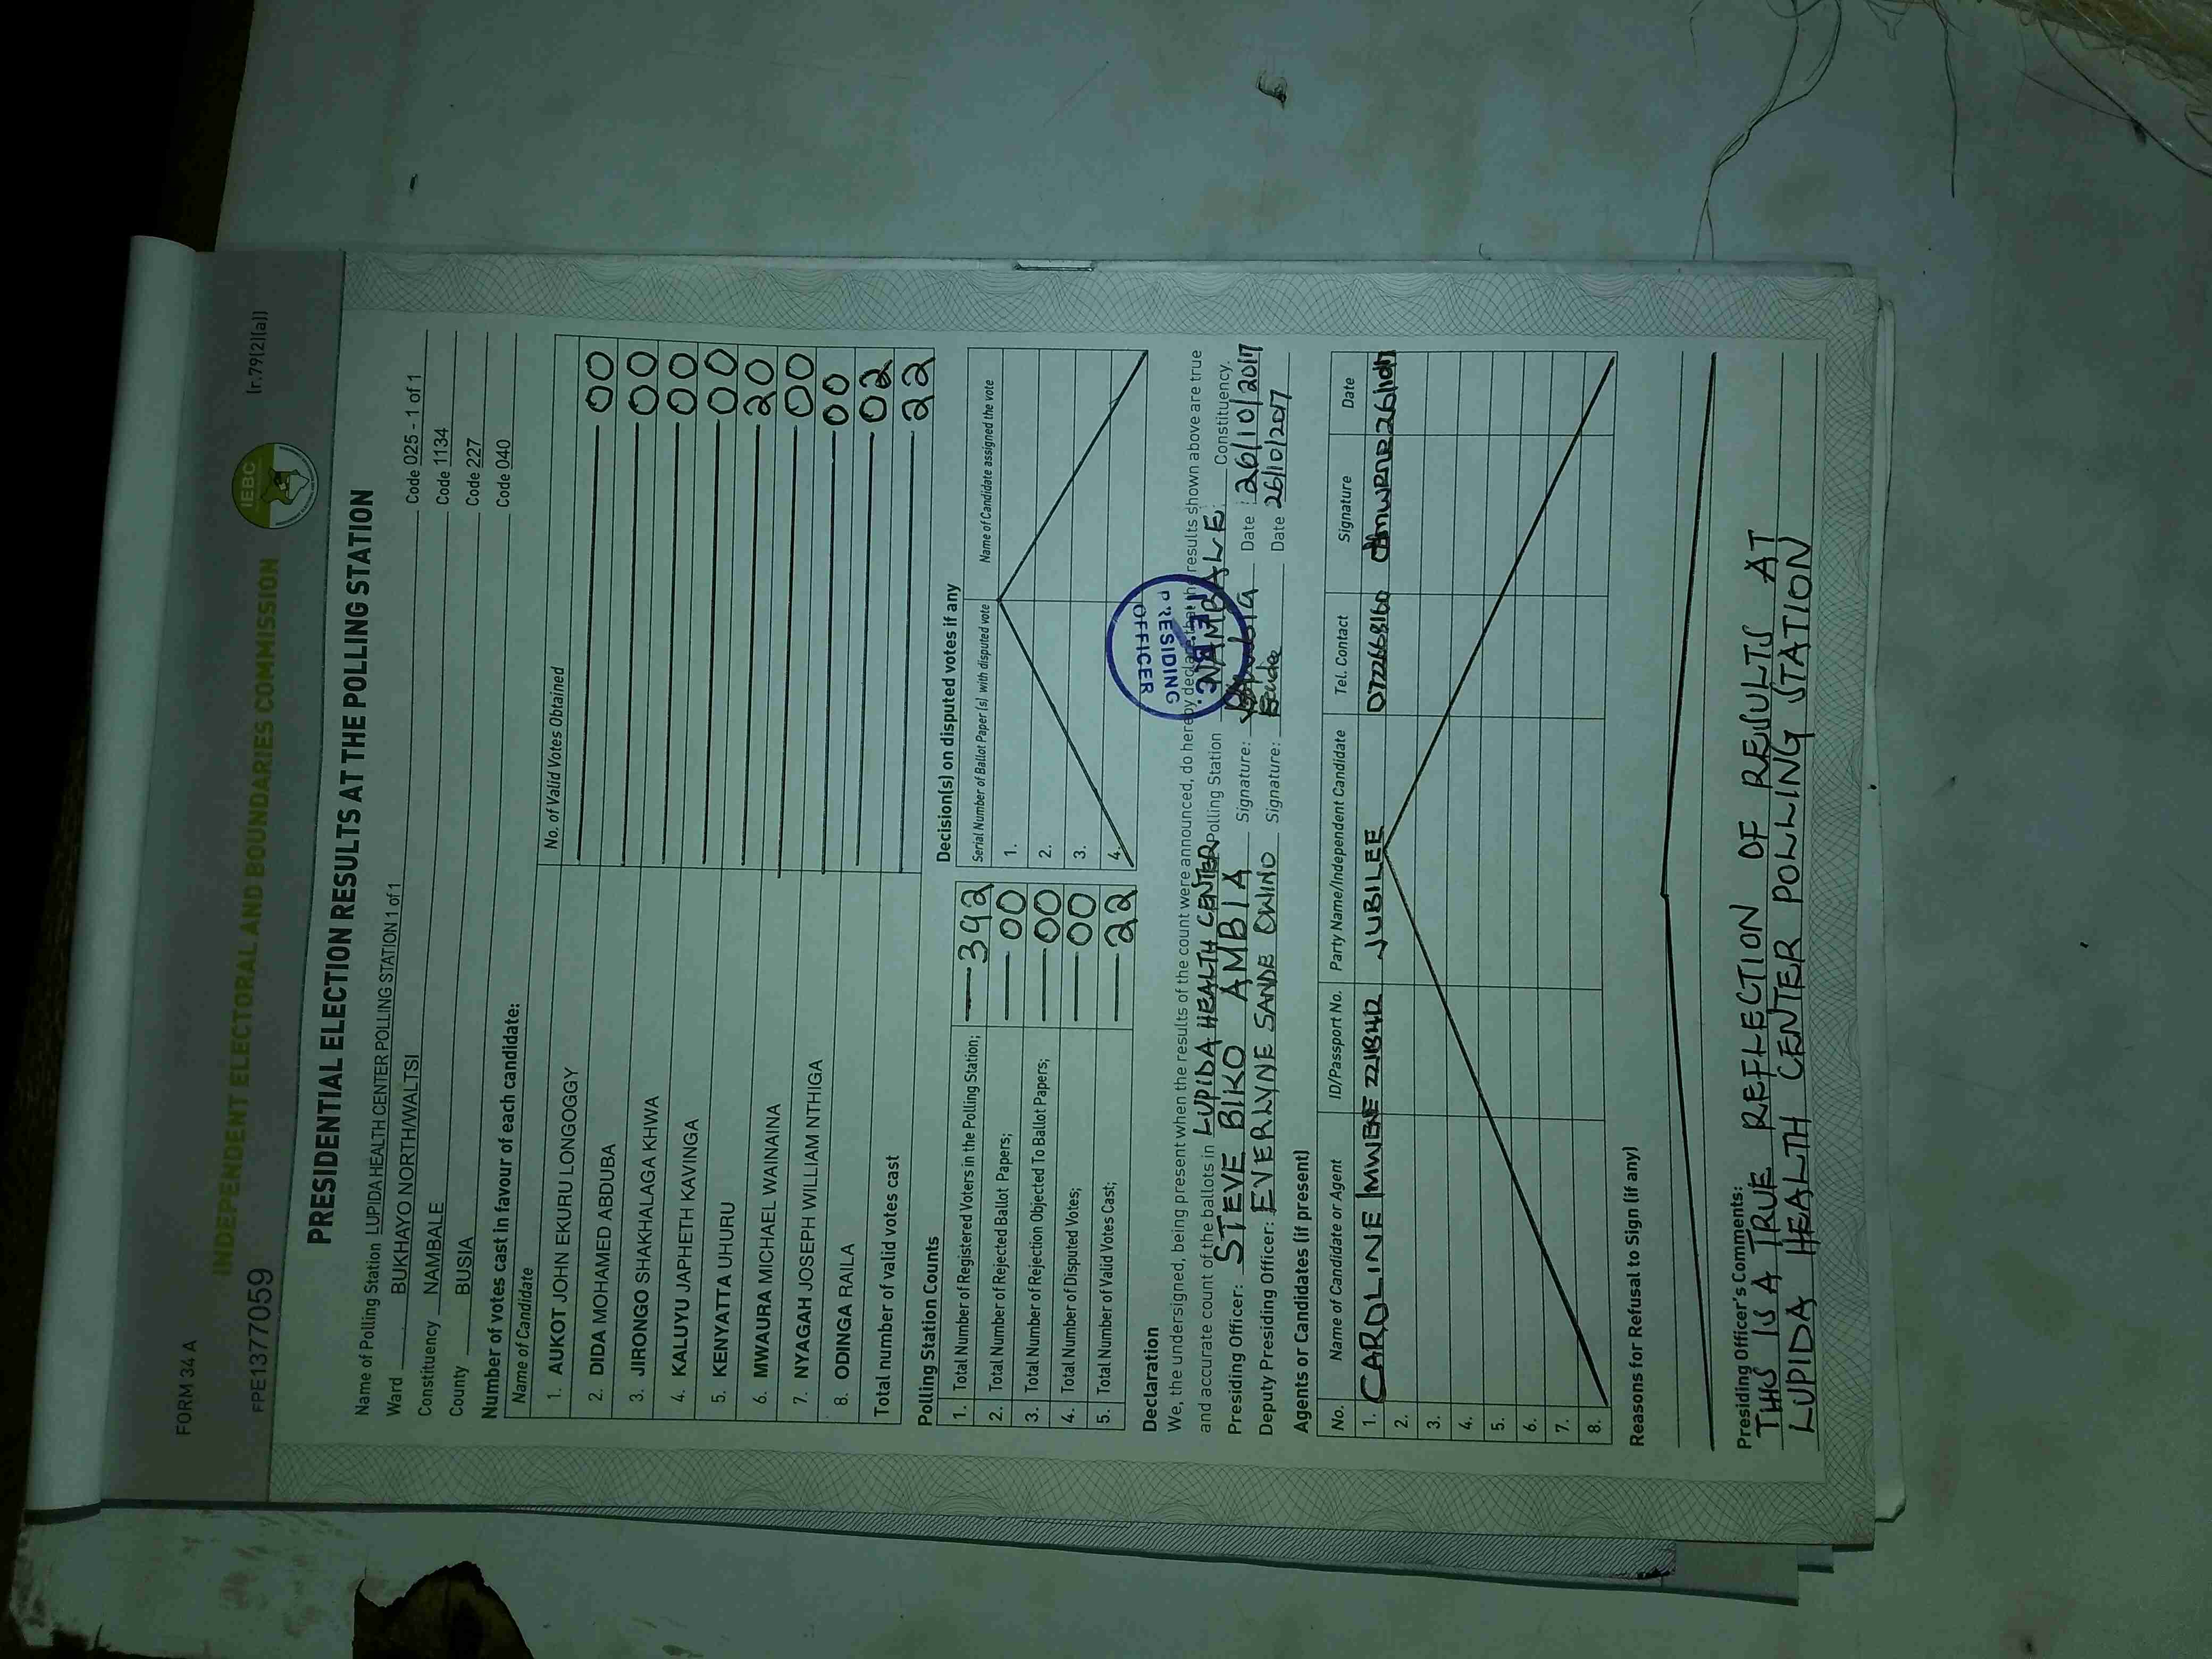 FORM 34 A
FPE1377059
IEBC
(r.79(2)(a))
INDEPENDENT ELECTORAL AND BOUNDARIES COMMISSION
PRESIDENTIAL ELECTION RESULTS AT THE POLLING STATION
Name of Polling Station LUPIDA HEALTH CENTER POLLING STATION 1 of 1 Code 025 - 1 of 1
Ward BUKHAYO NORTH/WALTSI Code 1134
Constituency NAMBALE Code 227
County BUSIA Code 040
Number of votes cast in favour of each candidate:
Name of Candidate No. of Valid Votes Obtained
1. AUKOT JOHN EKURU LONGOGGY 00
2. DIDA MOHAMED ABDUBA 00
3. JIRONGO SHAKHALAGA KHWA 00
4. KALUYU JAPHETH KAVINGA 00
5. KENYATTA UHURU 20
6. MWAURA MICHAEL WAINAINA 00
7. NYAGAH JOSEPH WILLIAM NTHIGA 00
8. ODINGA RAILA 02
Total number of valid votes cast 22
Polling Station Counts
1. Total Number of Registered Voters in the Polling Station; 392
2. Total Number of Rejected Ballot Papers; 00
3. Total Number of Rejection Objected To Ballot Papers; 00
4. Total Number of Disputed Votes; 00
5. Total Number of Valid Votes Cast; 22
Decision(s) on disputed votes if any
Serial Number of Ballot Paper (s) with disputed vote Name of Candidate assigned the vote
1.
2.
3.
4.
Declaration
We, the undersigned, being present when the results of the count were announced, do hereby declare that the results shown above are true
and accurate count of the ballots in LUPIDA HEALTH CENTER Polling Station NAMBALE Constituency.
Presiding Officer: STEVE BIKO AMBIA Signature: Date : 26/10/2017
Deputy Presiding Officer: EVERLYNE SANDE OWINO Signature: Date 26/10/2017
PRESIDING OFFICER
Agents or Candidates (if present)
No. Name of Candidate or Agent ID/Passport No. Party Name/Independent Candidate Tel. Contact Signature Date
1. CAROLINE JUBILEE
2.
3.
4.
5.
6.
7.
8.
Reasons for Refusal to Sign (if any)
Presiding Officer's Comments:
THIS IS A TRUE REFLECTION OF RESULTS AT
LUPIDA HEALTH CENTER POLLING STATION